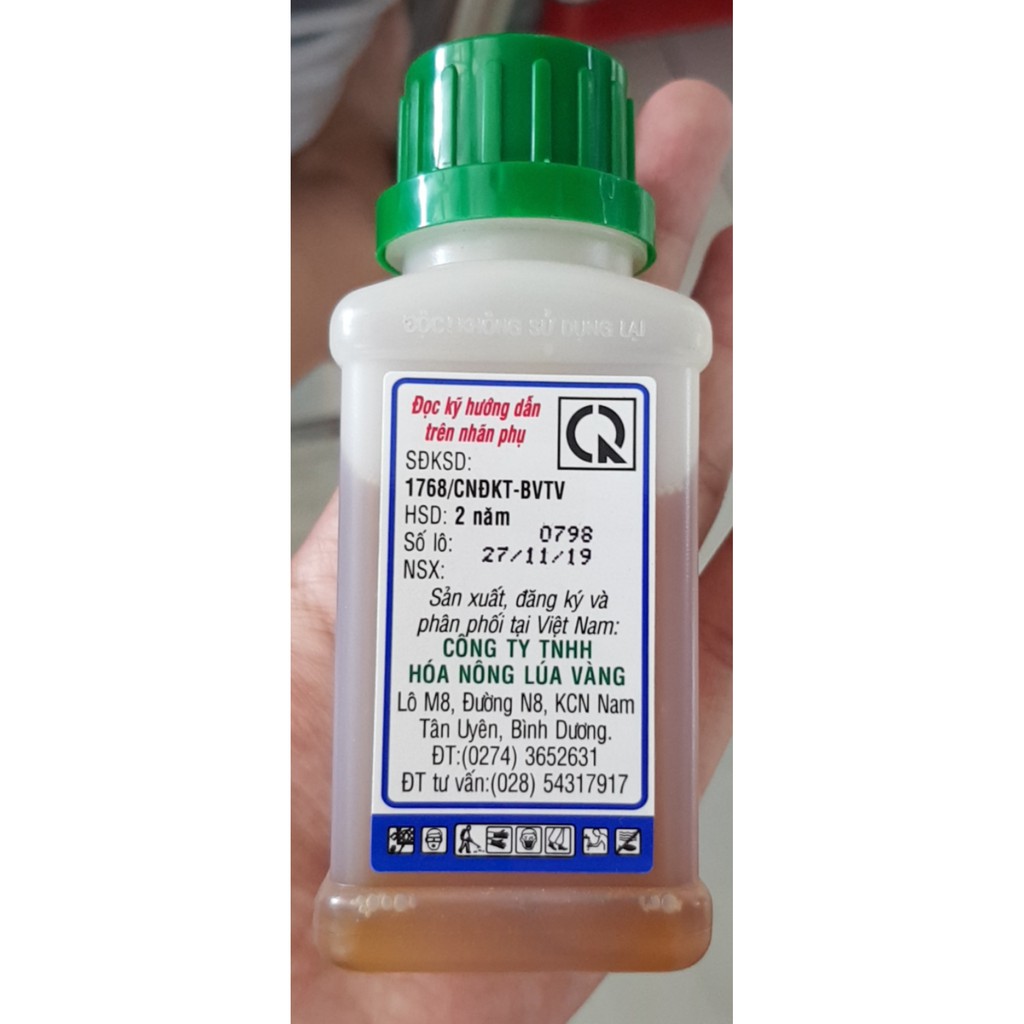 ĐỘC! KHÔNG SỬ DỤNG LẠI
Đọc kỹ hướng dẫn
trên nhãn phụ
SĐKSD:
1768/CNĐKT-BVTV
HSD: 2 năm
Số lô: 0798
NSX: 27/11/19
Sản xuất, đăng ký và
phân phối tại Việt Nam:
CÔNG TY TNHH
HÓA NÔNG LÚA VÀNG
Lô M8, Đường N8, KCN Nam
Tân Uyên, Bình Dương.
ĐT:(0274) 3652631
ĐT tư vấn:(028) 54317917